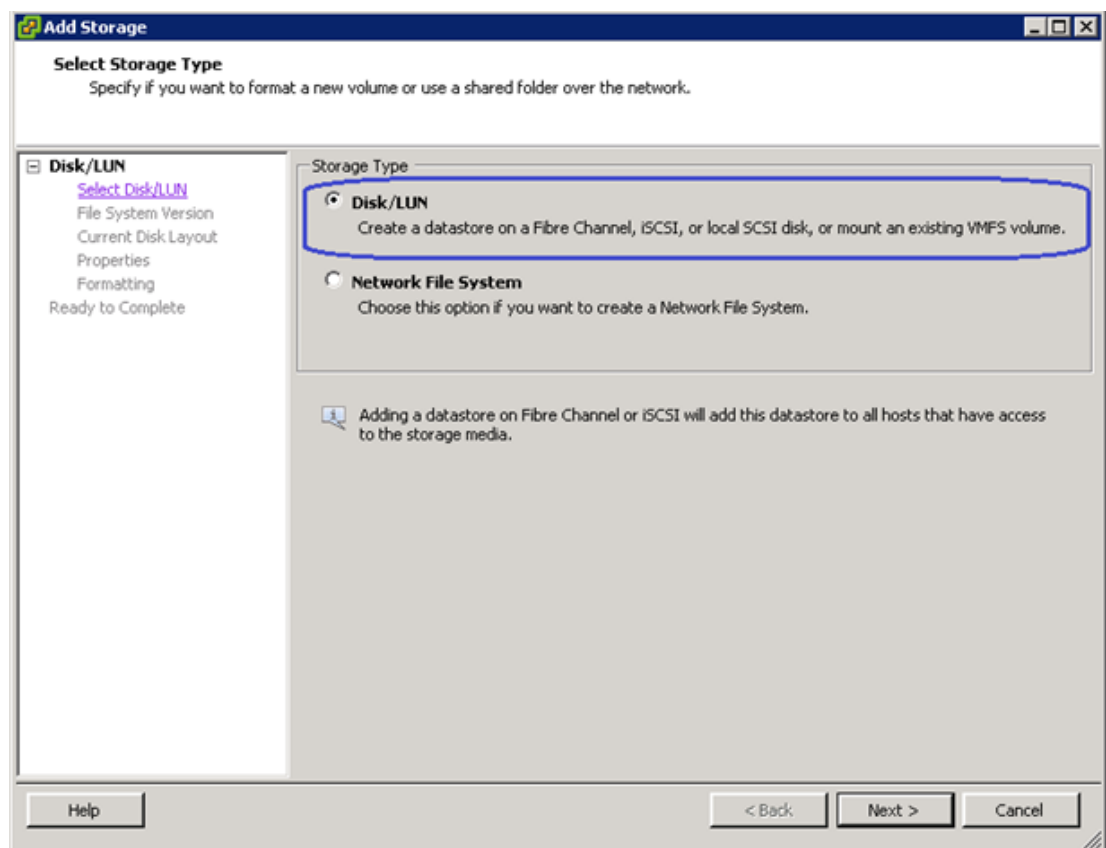 Add Storage
Select Storage Type
Specify if you want to format a new volume or use a shared folder over the network.
Disk/LUN
Select Disk/LUN
File System Version
Current Disk Layout
Properties
Formatting
Ready to Complete
Storage Type
Disk/LUN
Create a datastore on a Fibre Channel, iSCSI, or local SCSI disk, or mount an existing VMFS volume.
Network File System
Choose this option if you want to create a Network File System.
Adding a datastore on Fibre Channel or iSCSI will add this datastore to all hosts that have access
to the storage media.
Help
< Back
Next >
Cancel